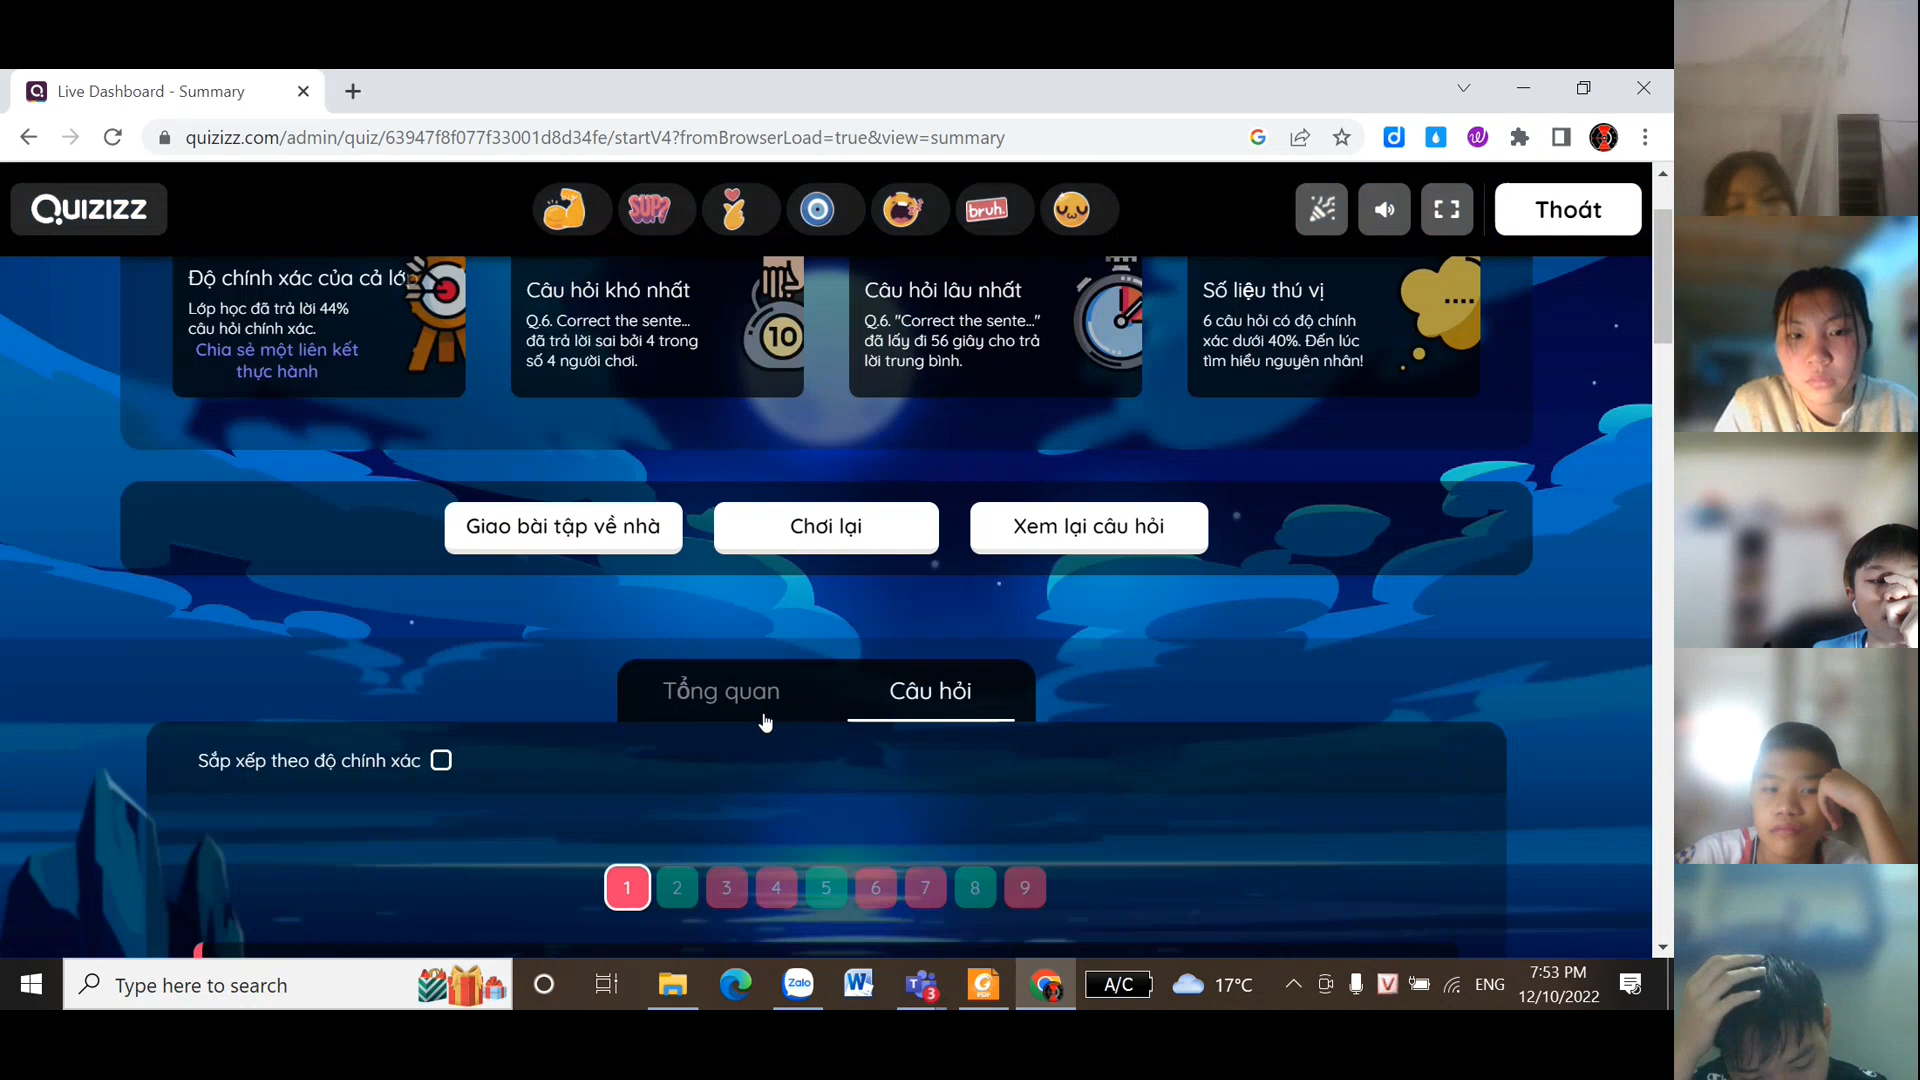 Live Dashboard - Summary
quizizz.com/admin/quiz/63947f8f077f33001d8d34fe/startV4?fromBrowserLoad=true&view=summary
QUIZIZZ
SUP?
bruh.
Thoát
Độ chính xác của cả lớp
Lớp học đã trả lời 44%
câu hỏi chính xác.
Chia sẻ một liên kết
thực hành
Câu hỏi khó nhất
Q.6. Correct the sente...
đã trả lời sai bởi 4 trong
số 4 người chơi.
10
Câu hỏi lâu nhất
Q.6. "Correct the sente..."
đã lấy đi 56 giây cho trả
lời trung bình.
Số liệu thú vị
6 câu hỏi có độ chính
xác dưới 40%. Đến lúc
tìm hiểu nguyên nhân!
Giao bài tập về nhà
Chơi lại
Xem lại câu hỏi
Tổng quan
Câu hỏi
Sắp xếp theo độ chính xác
1 2 3 4 5 6 7 8 9
Type here to search
Zalo
W
T
3
PDF
A/C
17°C
V
ENG
7:53 PM
12/10/2022